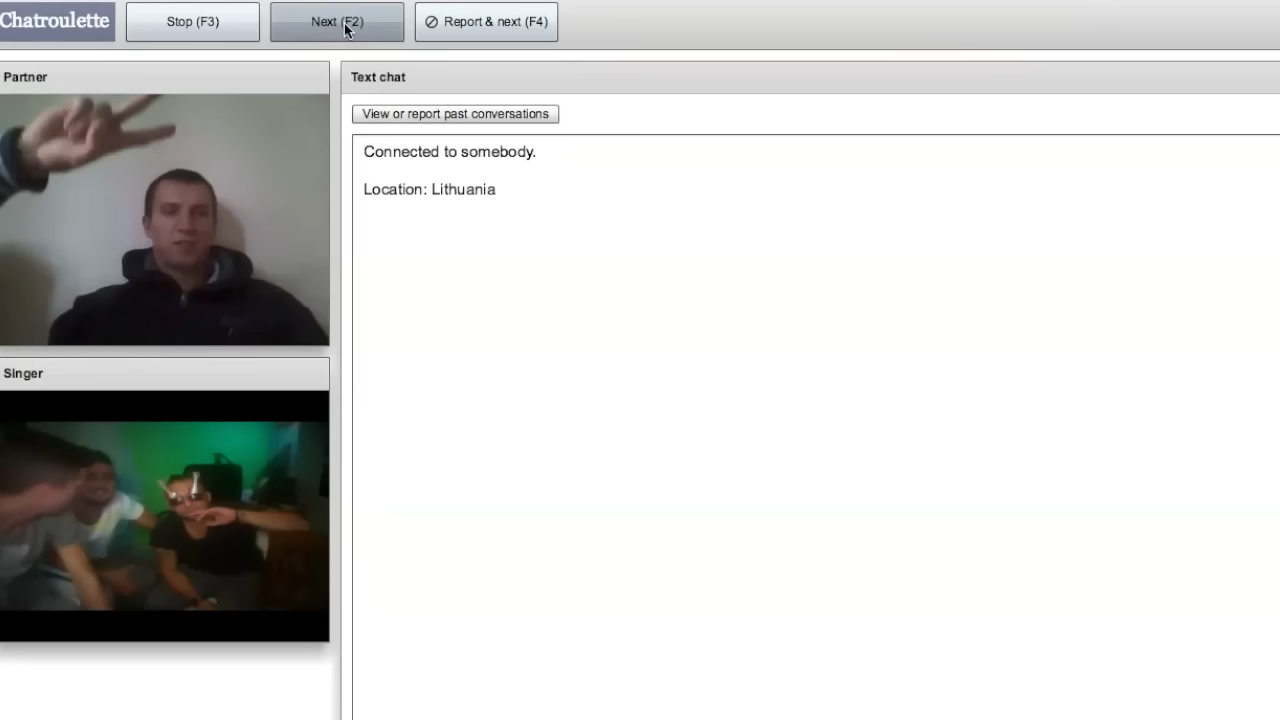 Chatroulette
Stop (F3)
Next (F2)
Report & next (F4)
Partner
Text chat
View or report past conversations
Connected to somebody.
Location: Lithuania
Singer